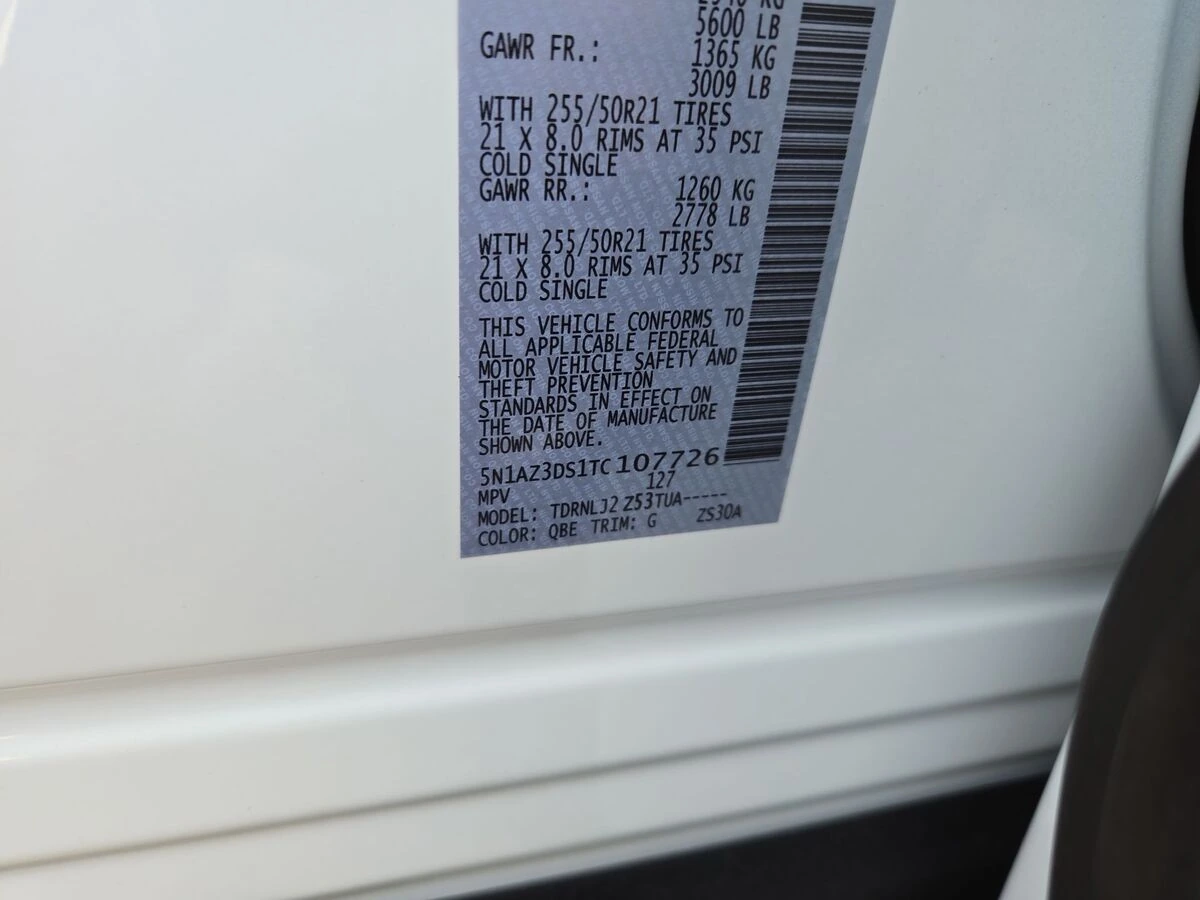 5600 LB
GAWR FR.: 1365 KG
3009 LB
WITH 255/50R21 TIRES
21 X 8.0 RIMS AT 35 PSI
COLD SINGLE
GAWR RR.: 1260 KG
2778 LB
WITH 255/50R21 TIRES
21 X 8.0 RIMS AT 35 PSI
COLD SINGLE
THIS VEHICLE CONFORMS TO
ALL APPLICABLE FEDERAL
MOTOR VEHICLE SAFETY AND
THEFT PREVENTION
STANDARDS IN EFFECT ON
THE DATE OF MANUFACTURE
SHOWN ABOVE.
5N1AZ3DS1TC107726
MPV 127
MODEL: TDRNLJ2 Z53TUA-----
COLOR: QBE TRIM: G ZS30A